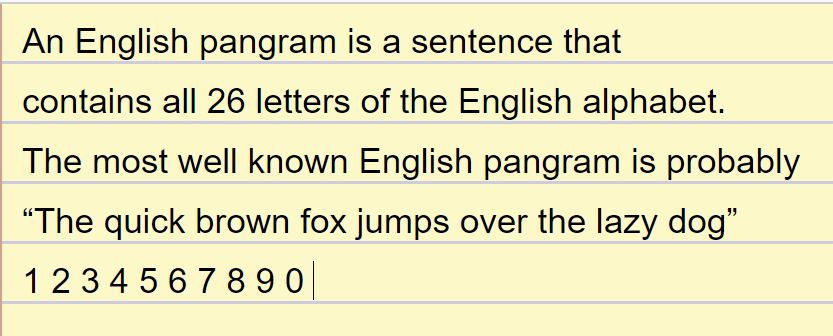 An English pangram is a sentence that
contains all 26 letters of the English alphabet.
The most well known English pangram is probably
“The quick brown fox jumps over the lazy dog”
1 2 3 4 5 6 7 8 9 0